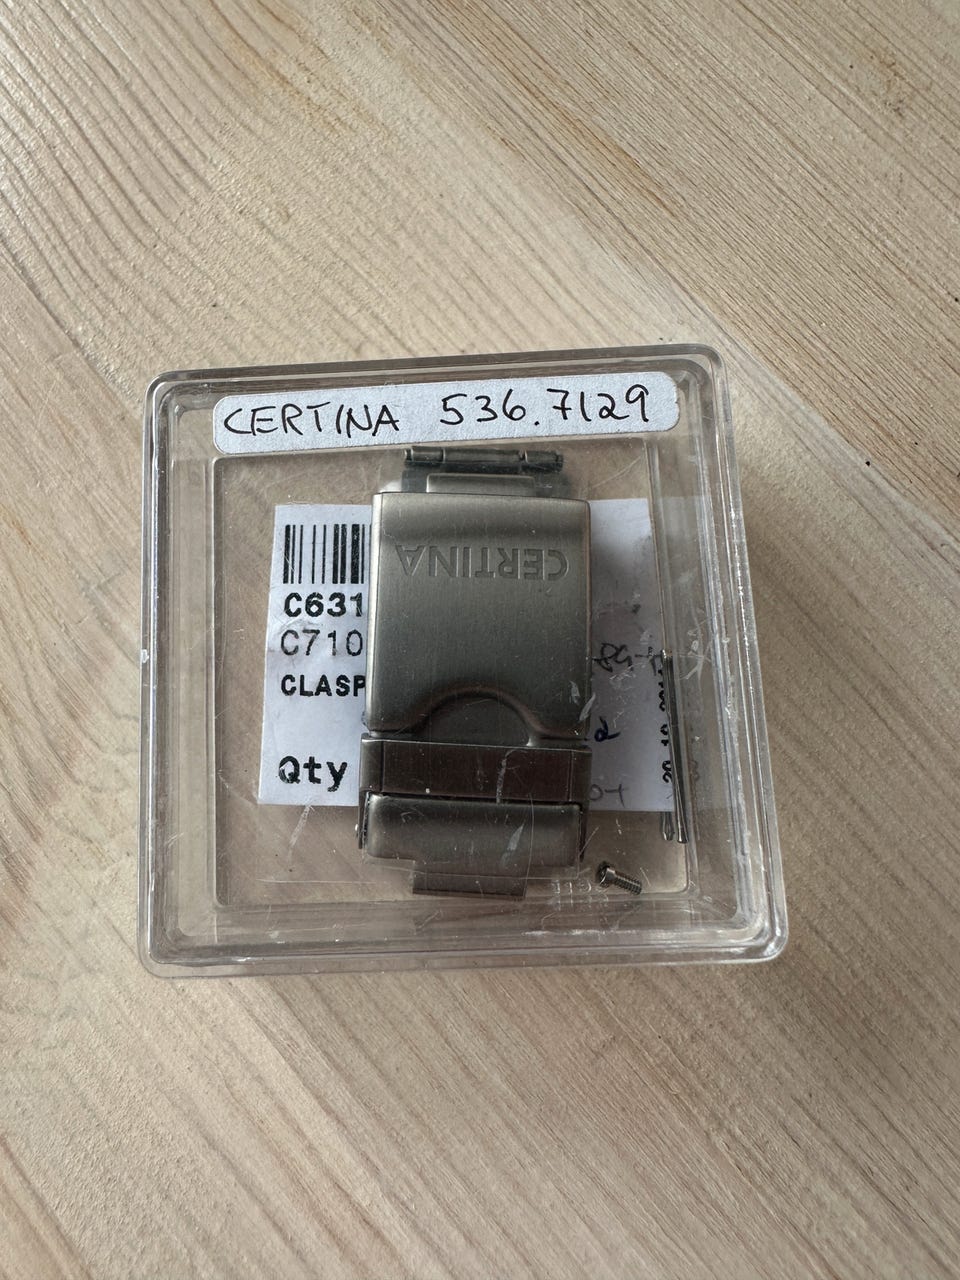 CERTINA 536.7129
CERTINA
C631
C710
CLASP
Qty